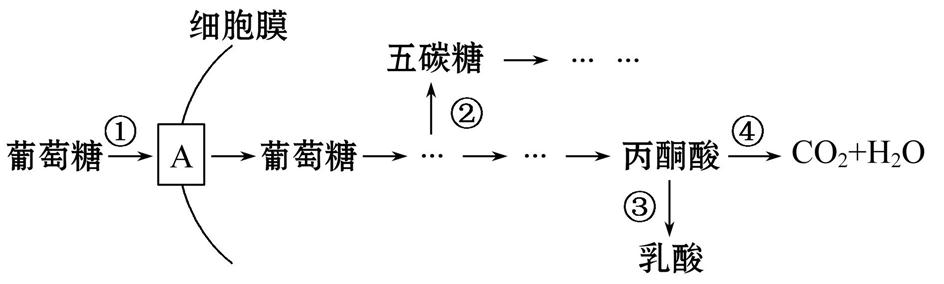 细胞膜
五碳糖 → … …
②
葡萄糖 ① → A → 葡萄糖 → … → … → 丙酮酸 ④ → CO₂+H₂O
③
乳酸